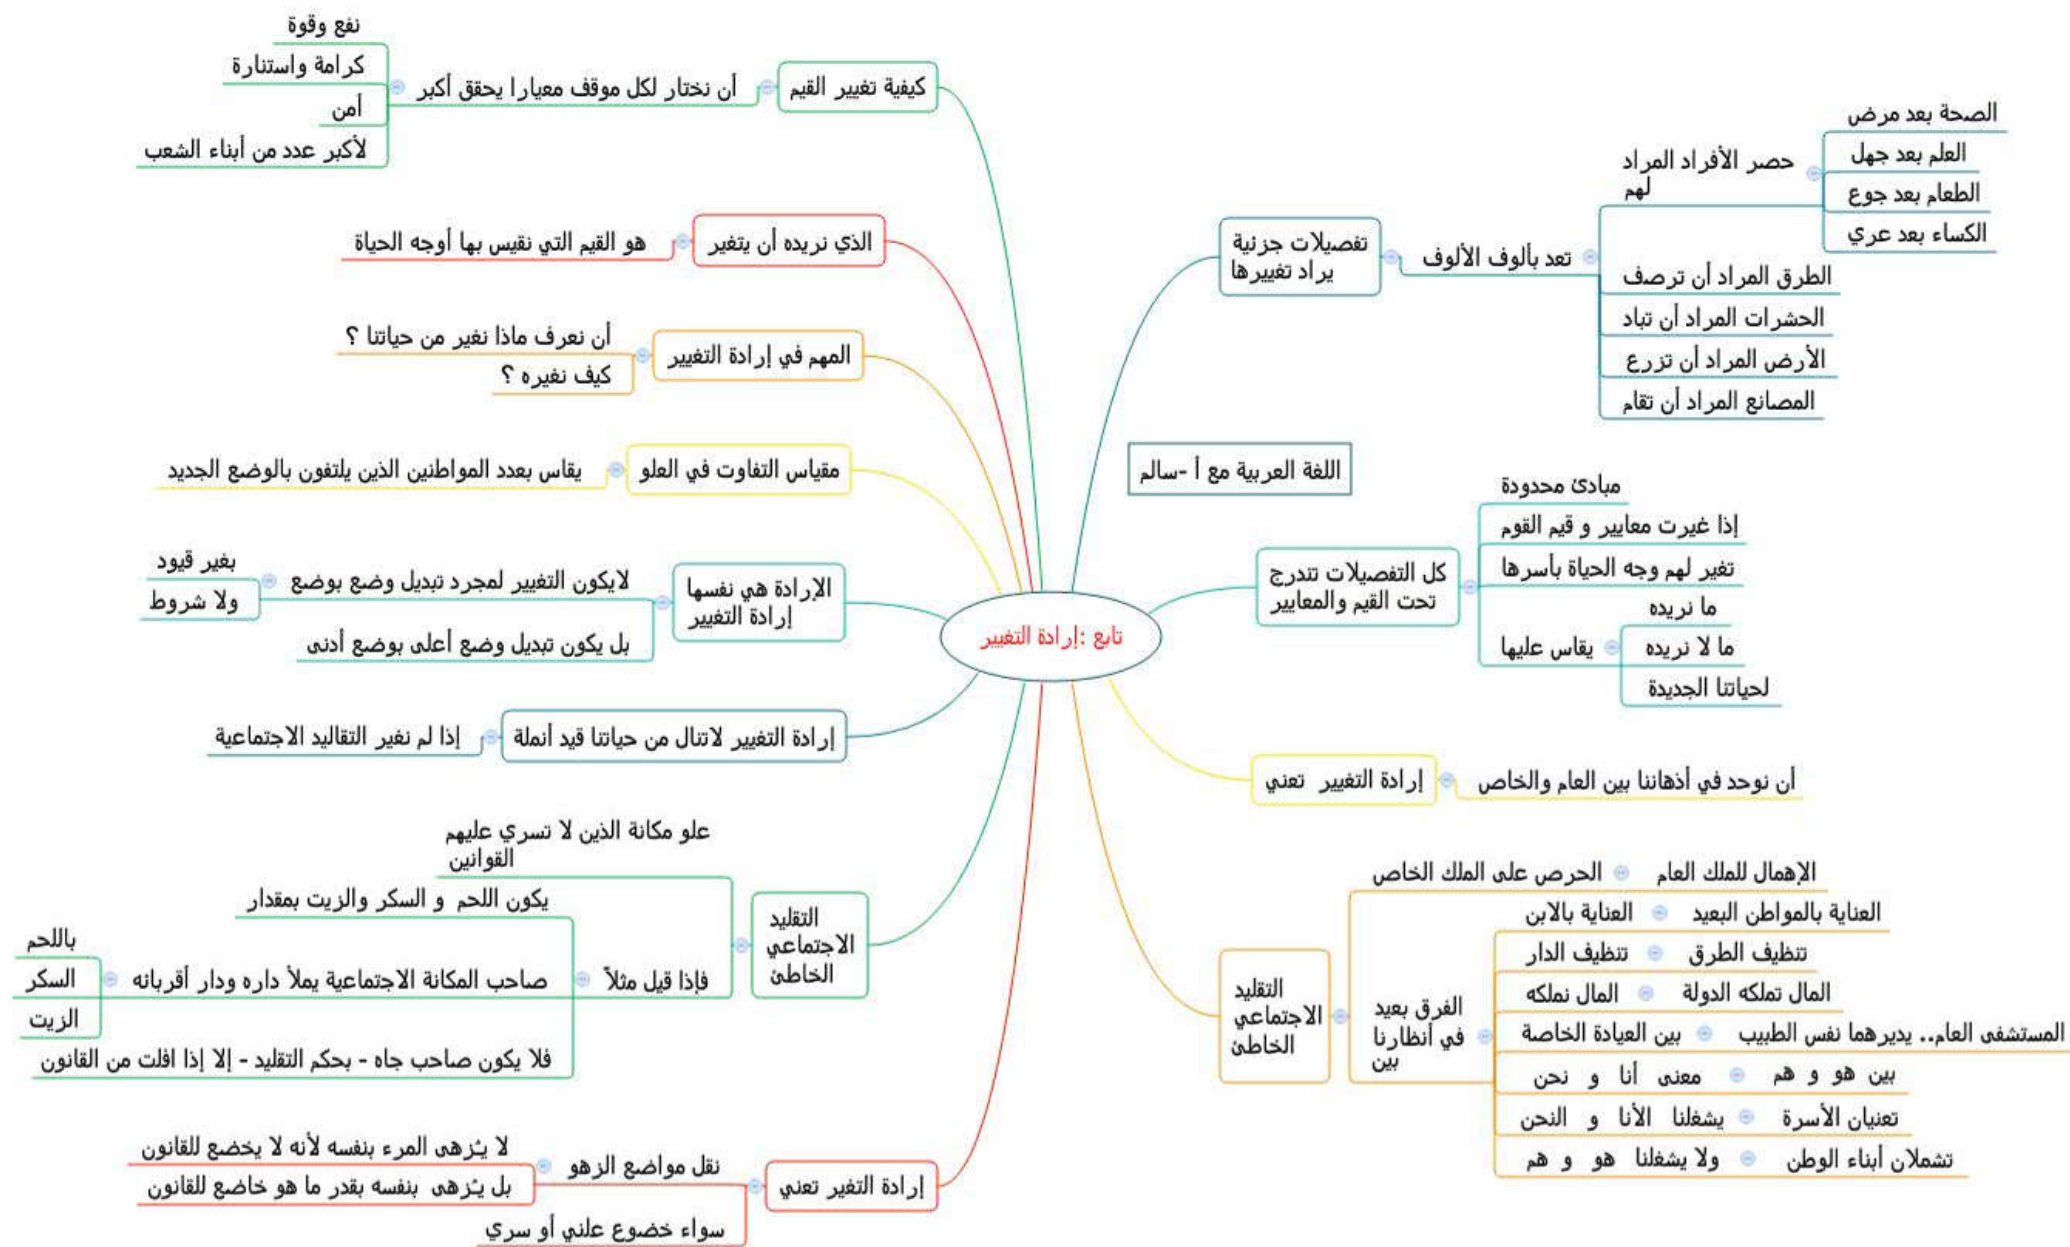 تابع :إرادة التغيير
اللغة العربية مع أ -سالم
تفصيلات جزئية
يراد تغييرها
تعد بألوف الألوف
حصر الأفراد المراد
لهم
الصحة بعد مرض
العلم بعد جهل
الطعام بعد جوع
الكساء بعد عري
الطرق المراد أن ترصف
الحشرات المراد أن تباد
الأرض المراد أن تزرع
المصانع المراد أن تقام
كل التفصيلات تندرج
تحت القيم والمعايير
مبادئ محدودة
إذا غيرت معايير و قيم القوم
تغير لهم وجه الحياة بأسرها
يقاس عليها
ما نريده
ما لا نريده
لحياتنا الجديدة
إرادة التغيير تعني
أن نوحد في أذهاننا بين العام والخاص
التقليد
الاجتماعي
الخاطئ
الحرص على الملك الخاص
الإهمال للملك العام
الفرق بعيد
في أنظارنا
بين
العناية بالابن
العناية بالمواطن البعيد
تنظيف الدار
تنظيف الطرق
المال نملكه
المال تملكه الدولة
بين العيادة الخاصة
المستشفى العام.. يديرهما نفس الطبيب
معنى أنا و نحن
بين هو و هم
يشغلنا الأنا و النحن
تعنيان الأسرة
ولا يشغلنا هو و هم
تشملان أبناء الوطن
كيفية تغيير القيم
أن نختار لكل موقف معيارا يحقق أكبر
نفع وقوة
كرامة واستنارة
أمن
لأكبر عدد من أبناء الشعب
الذي نريده أن يتغير
هو القيم التي نقيس بها أوجه الحياة
المهم في إرادة التغيير
أن نعرف ماذا نغير من حياتنا ؟
كيف نغيره ؟
مقياس التفاوت في العلو
يقاس بعدد المواطنين الذين يلتفون بالوضع الجديد
الإرادة هي نفسها
إرادة التغيير
لايكون التغيير لمجرد تبديل وضع بوضع
بغير قيود
ولا شروط
بل يكون تبديل وضع أعلى بوضع أدنى
إرادة التغيير لاتنال من حياتنا قيد أنملة
إذا لم نغير التقاليد الاجتماعية
التقليد
الاجتماعي
الخاطئ
علو مكانة الذين لا تسري عليهم
القوانين
فإذا قيل مثلاً
يكون اللحم و السكر والزيت بمقدار
صاحب المكانة الاجتماعية يملأ داره ودار أقربائه
باللحم
السكر
الزيت
فلا يكون صاحب جاه - بحكم التقليد - إلا إذا افلت من القانون
إرادة التغير تعني
نقل مواضع الزهو
لا يُزهى المرء بنفسه لأنه لا يخضع للقانون
بل يُزهى بنفسه بقدر ما هو خاضع للقانون
سواء خضوع علني أو سري